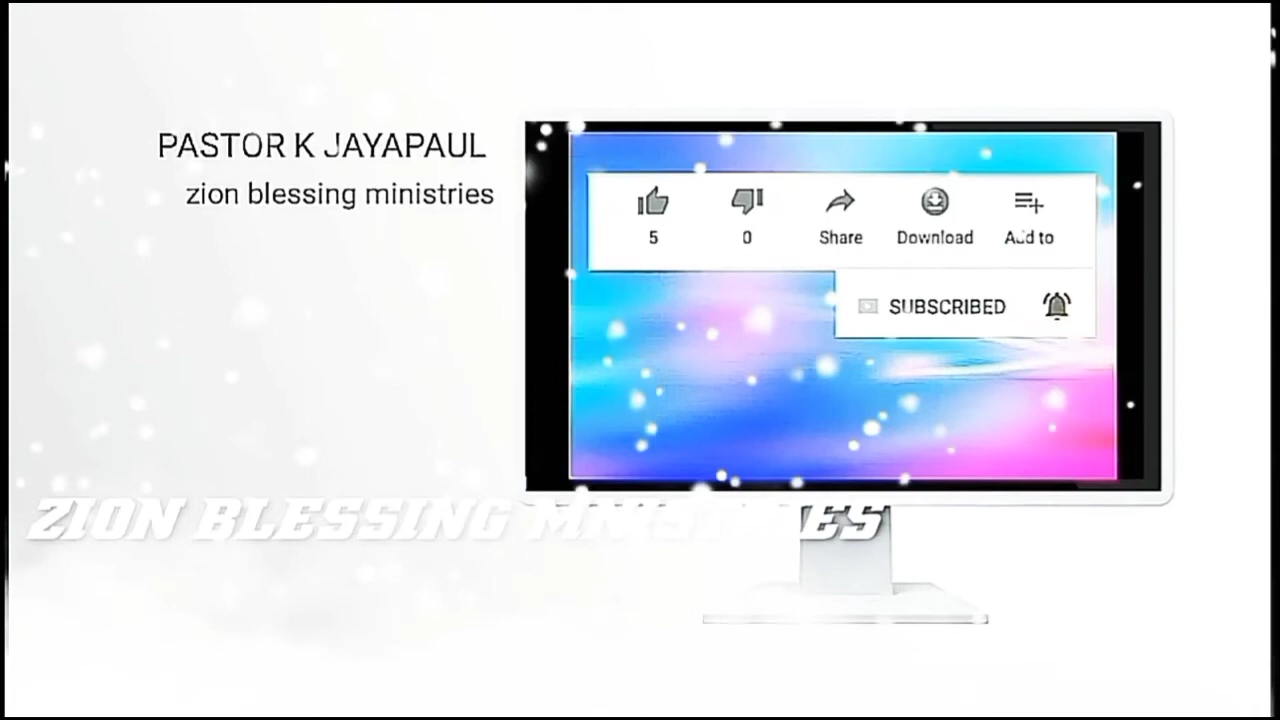 PASTOR K JAYAPAUL
zion blessing ministries
5
0
Share
Download
Add to
SUBSCRIBED
ZION BLESSING